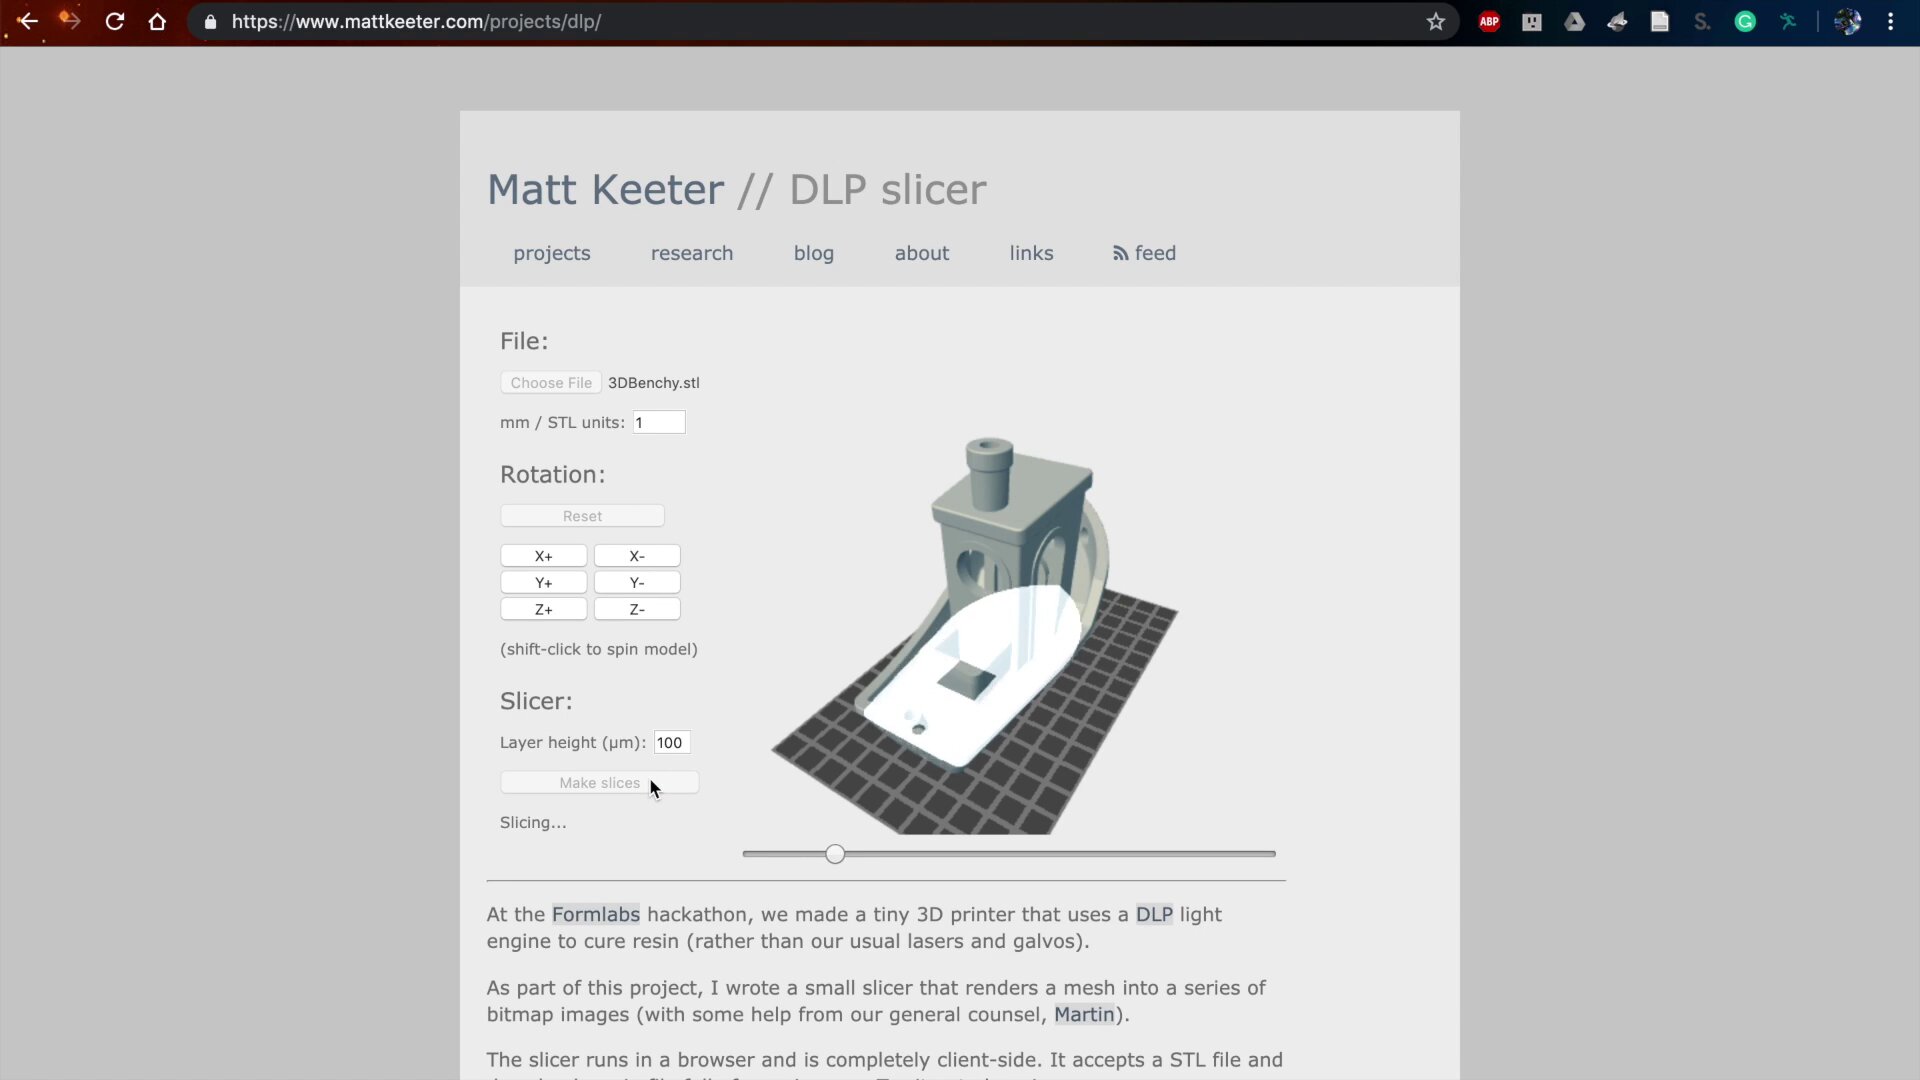 https://www.mattkeeter.com/projects/dlp/
ABP
S.
G
Matt Keeter // DLP slicer
projects research blog about links feed
File:
Choose File 3DBenchy.stl
mm / STL units: 1
Rotation:
Reset
X+ X-
Y+ Y-
Z+ Z-
(shift-click to spin model)
Slicer:
Layer height (µm): 100
Make slices
Slicing...
At the Formlabs hackathon, we made a tiny 3D printer that uses a DLP light
engine to cure resin (rather than our usual lasers and galvos).
As part of this project, I wrote a small slicer that renders a mesh into a series of
bitmap images (with some help from our general counsel, Martin).
The slicer runs in a browser and is completely client-side. It accepts a STL file and